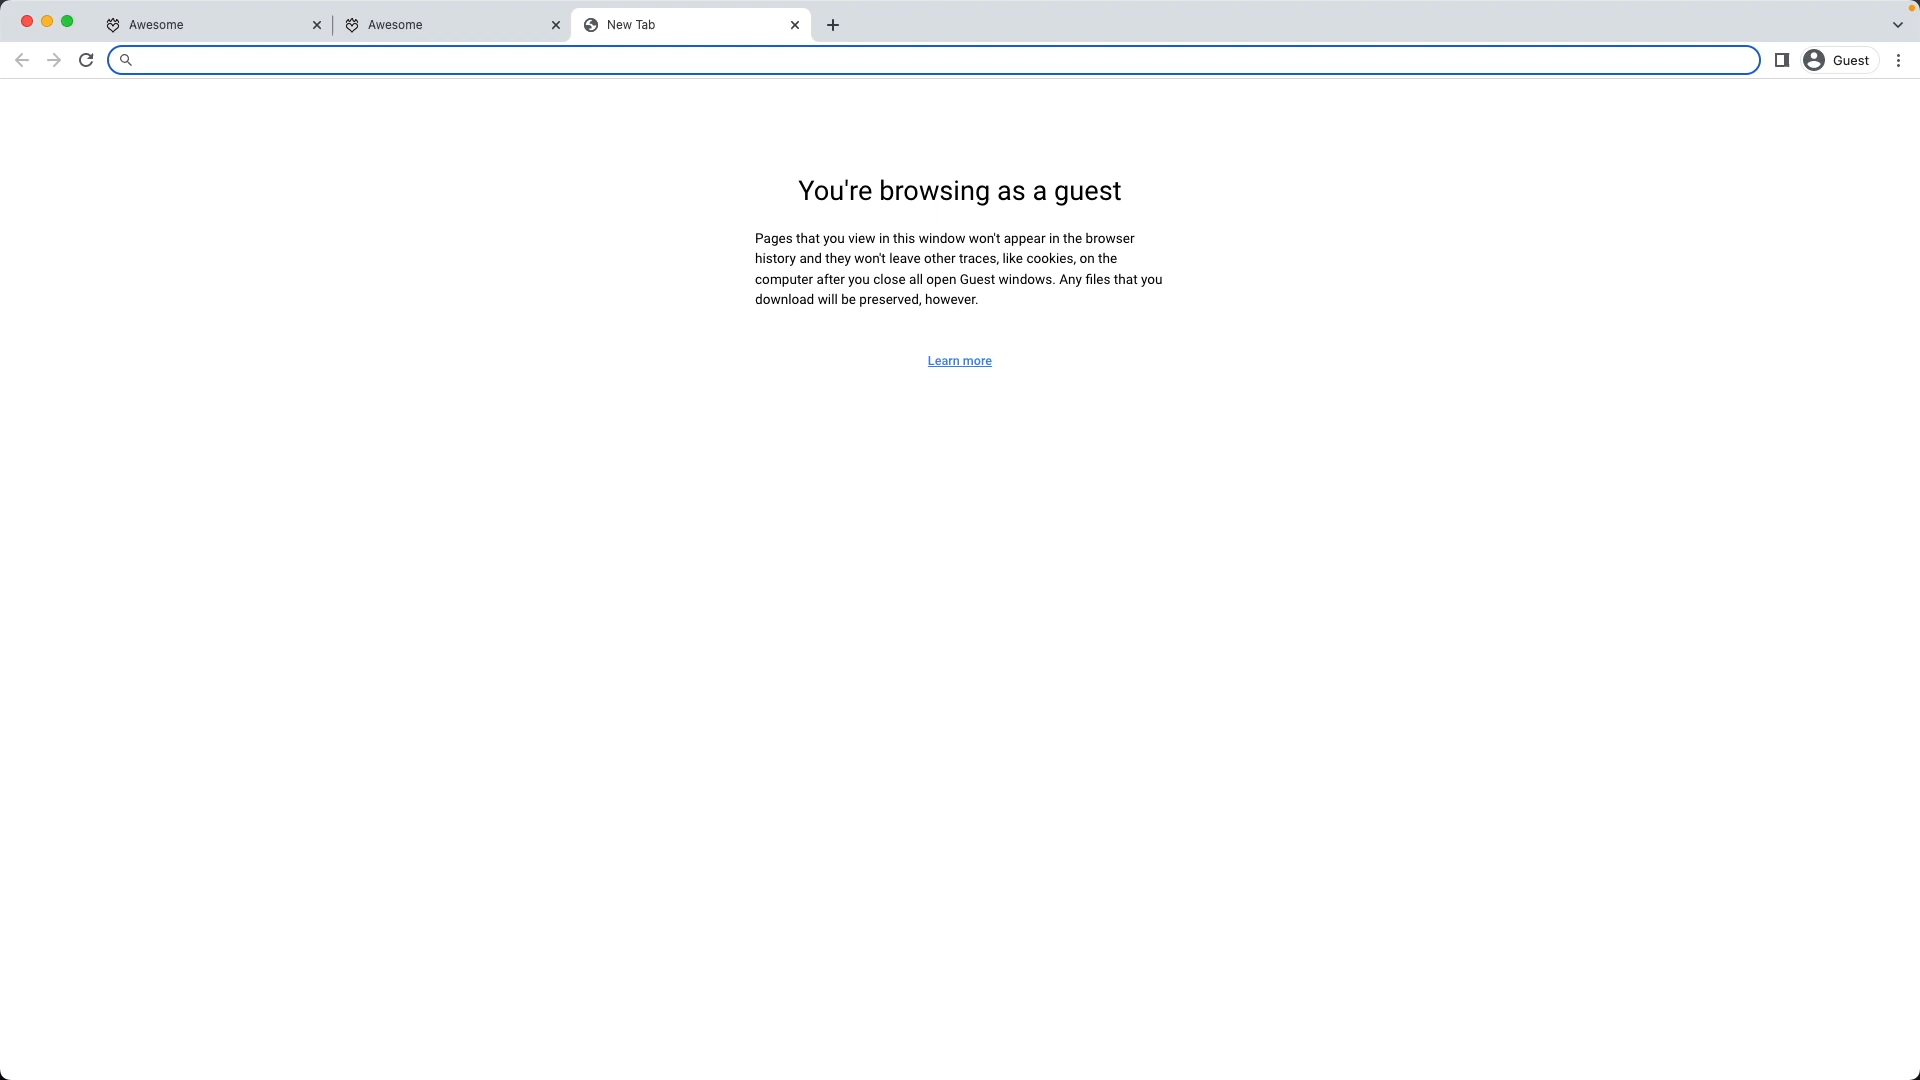 Awesome
Awesome
New Tab
Guest
You're browsing as a guest
Pages that you view in this window won't appear in the browser
history and they won't leave other traces, like cookies, on the
computer after you close all open Guest windows. Any files that you
download will be preserved, however.
Learn more